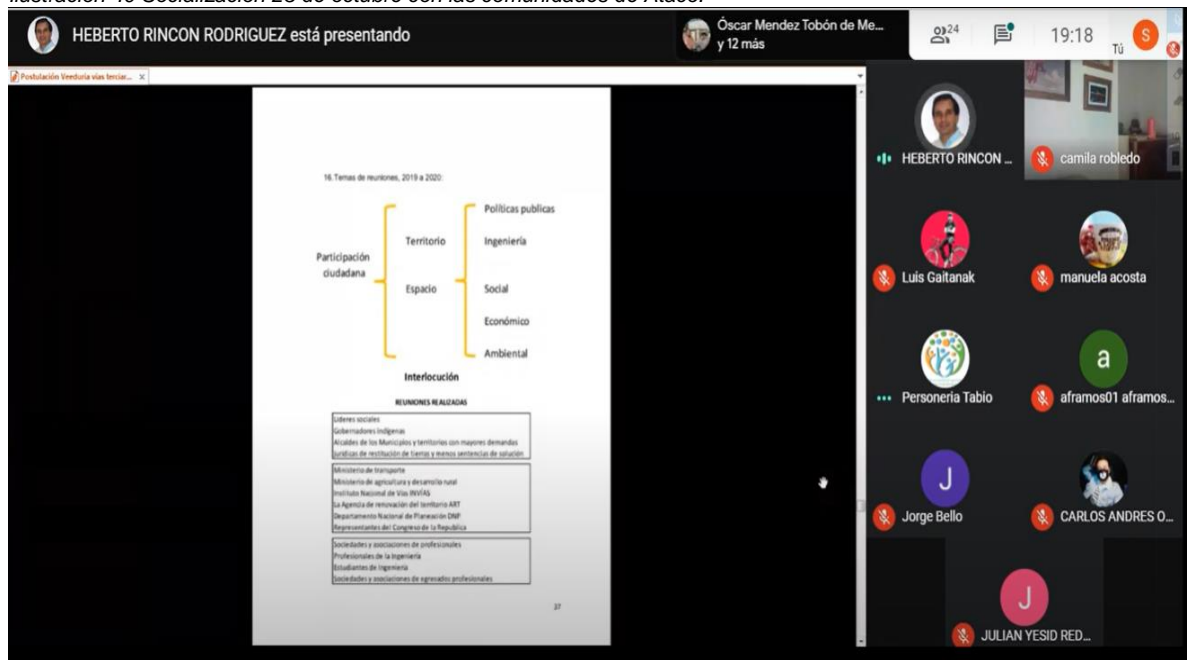 Ilustración 49 Socialización 28 de octubre con las comunidades de Ataco.
HEBERTO RINCON RODRIGUEZ está presentando
Óscar Mendez Tobón de Me...
y 12 más
24
19:18
Tú
S
Postulación Veeduría vías terciar... x
16. Temas de reuniones, 2019 a 2020:
Participación
ciudadana
Territorio
Espacio
Políticas publicas
Ingeniería
Social
Económico
Ambiental
Interlocución
REUNIONES REALIZADAS
Lideres sociales
Gobernadores indígenas
Alcaldes de los Municipios y territorios con mayores demandas
jurídicas de restitución de tierras y menos sentencias de solución
Ministerio de transporte
Ministerio de agricultura y desarrollo rural
Instituto Nacional de Vías INVÍAS
La Agencia de renovación del territorio ART
Departamento Nacional de Planeación DNP
Representantes del Congreso de la Republica
Sociedades y asociaciones de profesionales
Profesionales de la Ingeniería
Estudiantes de Ingeniería
Sociedades y asociaciones de egresados profesionales
37
HEBERTO RINCON ...
camila robledo
Luis Gaitanak
manuela acosta
Personería Tabio
a
aframos01 aframos...
J
Jorge Bello
CARLOS ANDRES O...
J
JULIAN YESID RED...